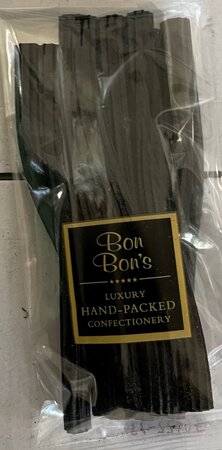 Bon
Bon's
★★★★★
LUXURY
HAND-PACKED
CONFECTIONERY